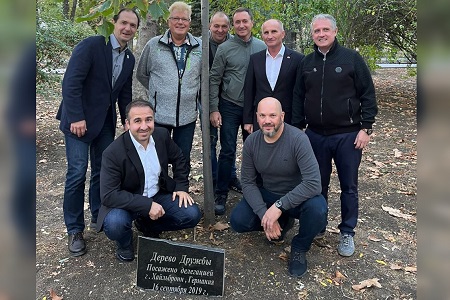 Дерево Дружбы
Посажено делегацией
г. Хайльбронн, Германия
16 сентября 2019 г.